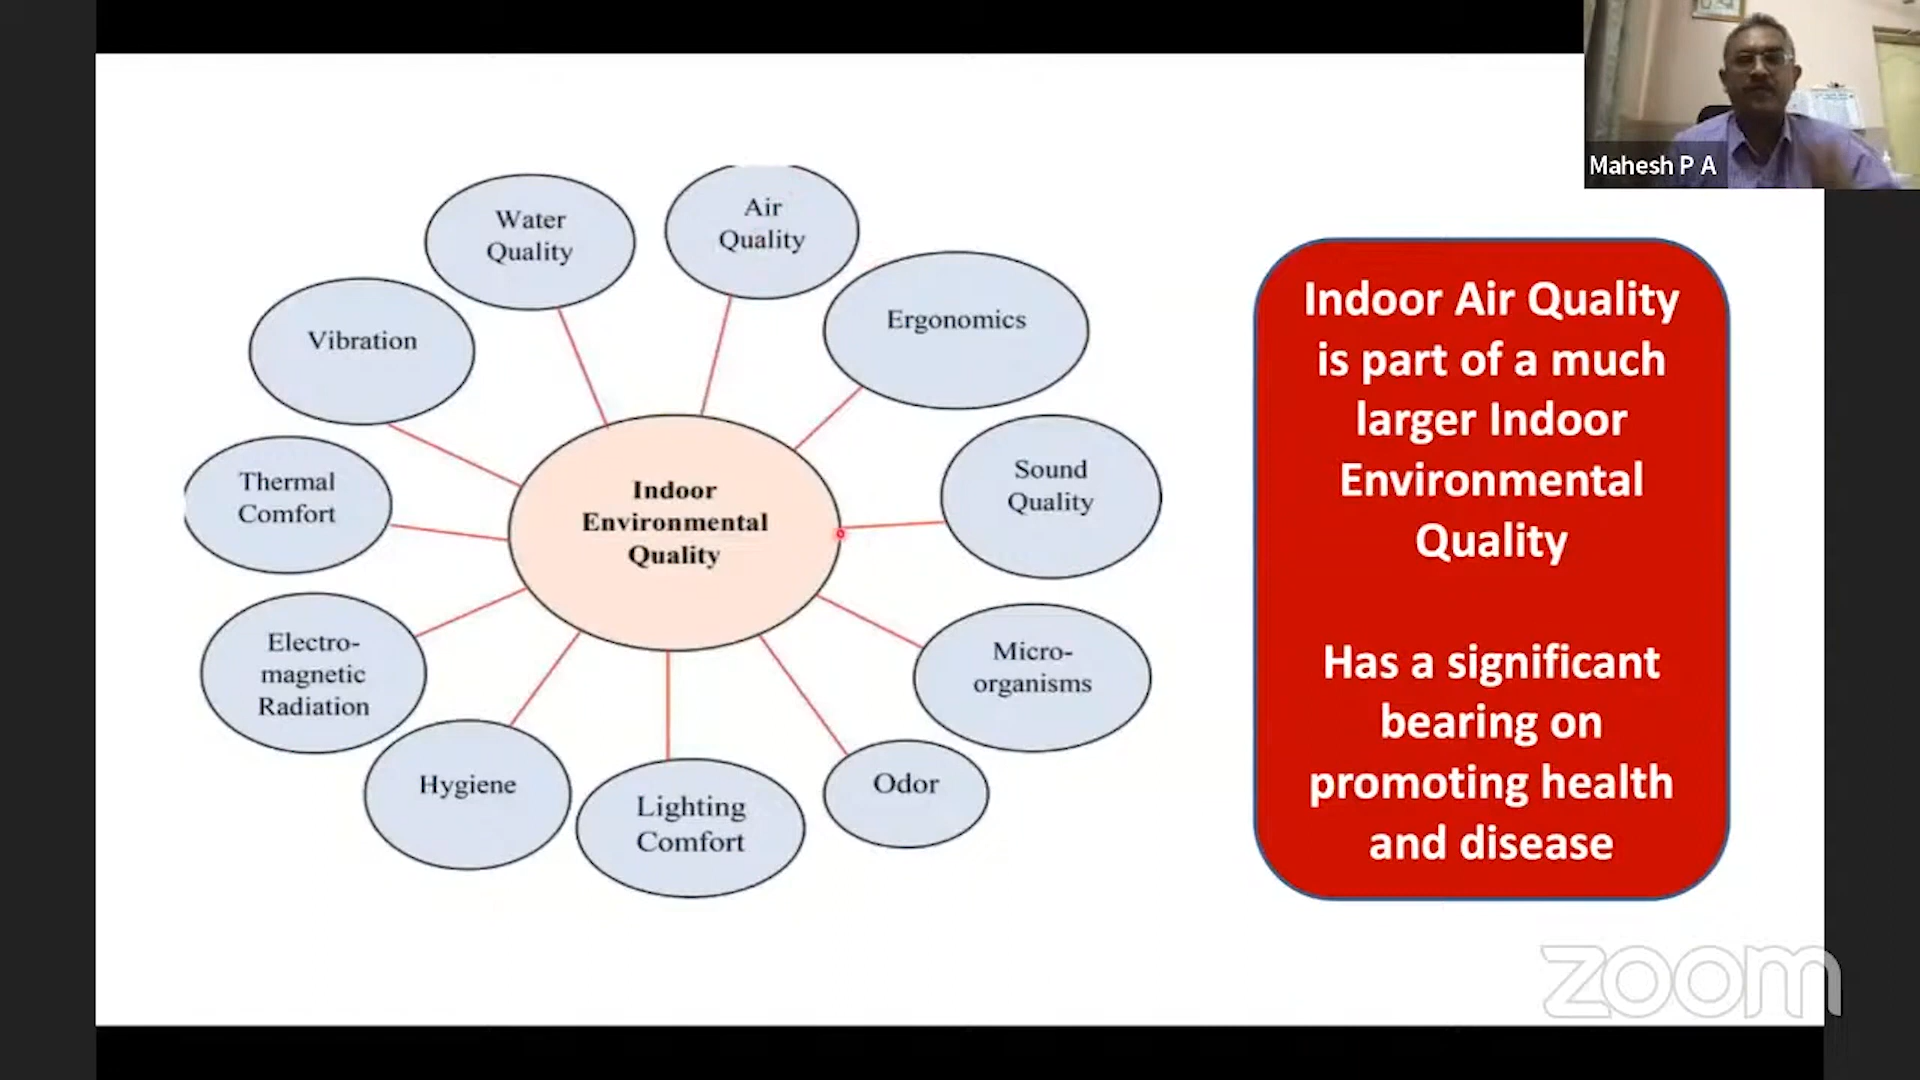 Mahesh P A
Water
Quality
Air
Quality
Vibration
Ergonomics
Thermal
Comfort
Indoor
Environmental
Quality
Sound
Quality
Electro-
magnetic
Radiation
Micro-
organisms
Hygiene
Lighting
Comfort
Odor
Indoor Air Quality
is part of a much
larger Indoor
Environmental
Quality
Has a significant
bearing on
promoting health
and disease
zoom